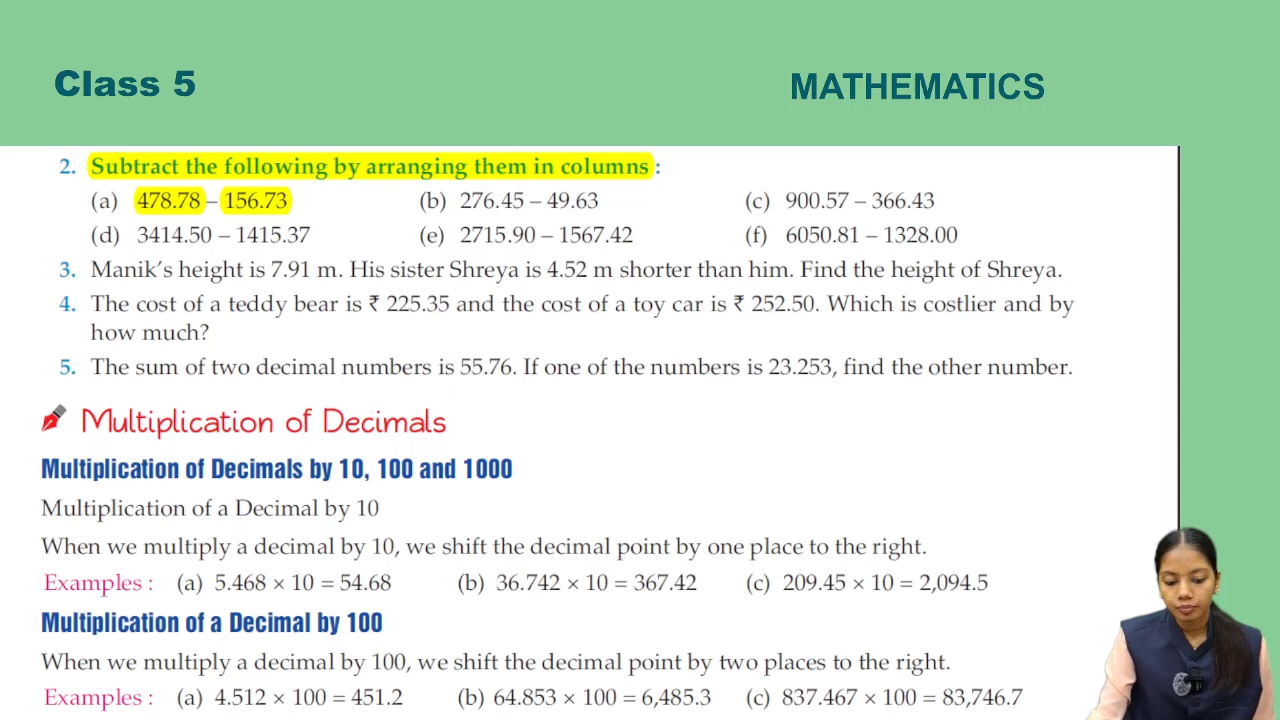 Class 5
MATHEMATICS
2. Subtract the following by arranging them in columns :
(a) 478.78 – 156.73 (b) 276.45 – 49.63 (c) 900.57 – 366.43
(d) 3414.50 – 1415.37 (e) 2715.90 – 1567.42 (f) 6050.81 – 1328.00
3. Manik's height is 7.91 m. His sister Shreya is 4.52 m shorter than him. Find the height of Shreya.
4. The cost of a teddy bear is ₹ 225.35 and the cost of a toy car is ₹ 252.50. Which is costlier and by
how much?
5. The sum of two decimal numbers is 55.76. If one of the numbers is 23.253, find the other number.
Multiplication of Decimals
Multiplication of Decimals by 10, 100 and 1000
Multiplication of a Decimal by 10
When we multiply a decimal by 10, we shift the decimal point by one place to the right.
Examples : (a) 5.468 × 10 = 54.68 (b) 36.742 × 10 = 367.42 (c) 209.45 × 10 = 2,094.5
Multiplication of a Decimal by 100
When we multiply a decimal by 100, we shift the decimal point by two places to the right.
Examples : (a) 4.512 × 100 = 451.2 (b) 64.853 × 100 = 6,485.3 (c) 837.467 × 100 = 83,746.7